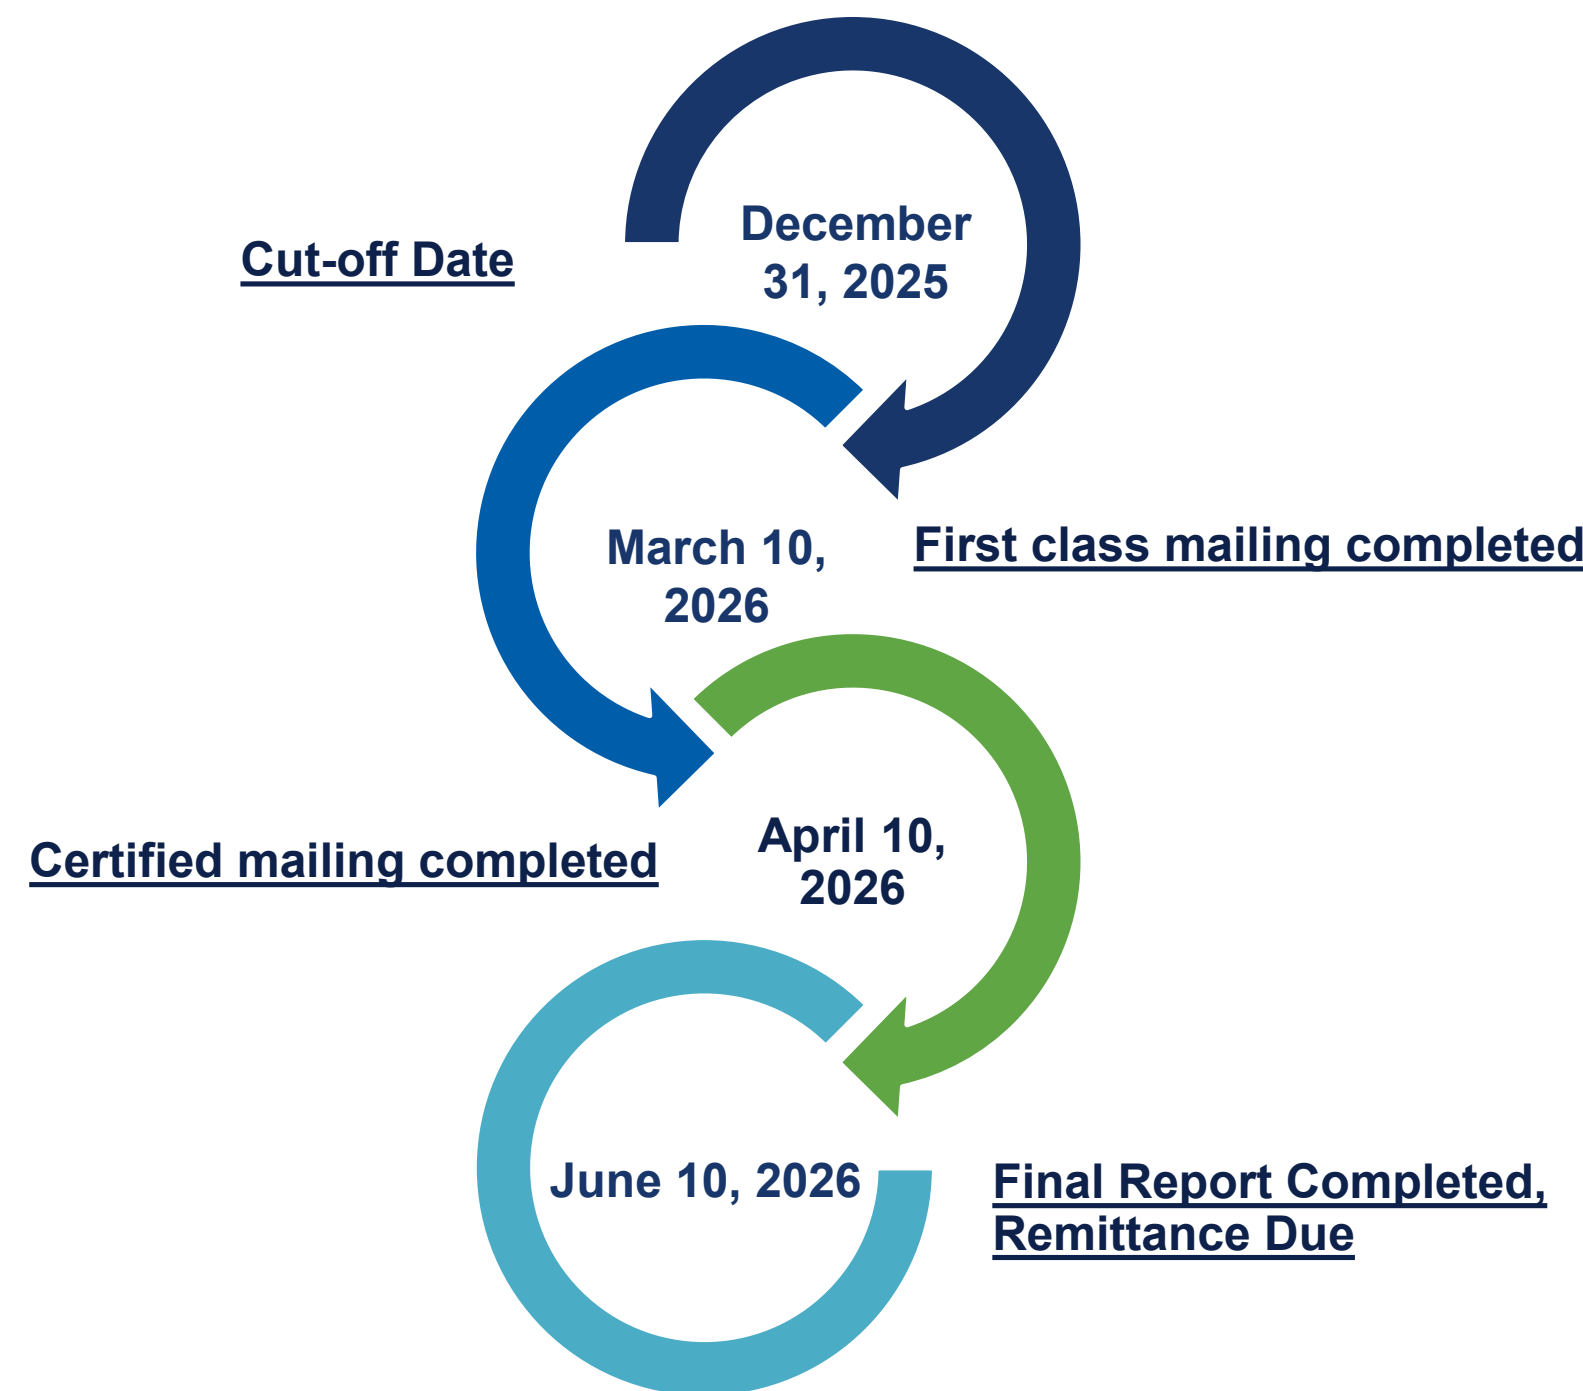 Cut-off Date
December
31, 2025
March 10,
2026
First class mailing completed
Certified mailing completed
April 10,
2026
June 10, 2026
Final Report Completed,
Remittance Due